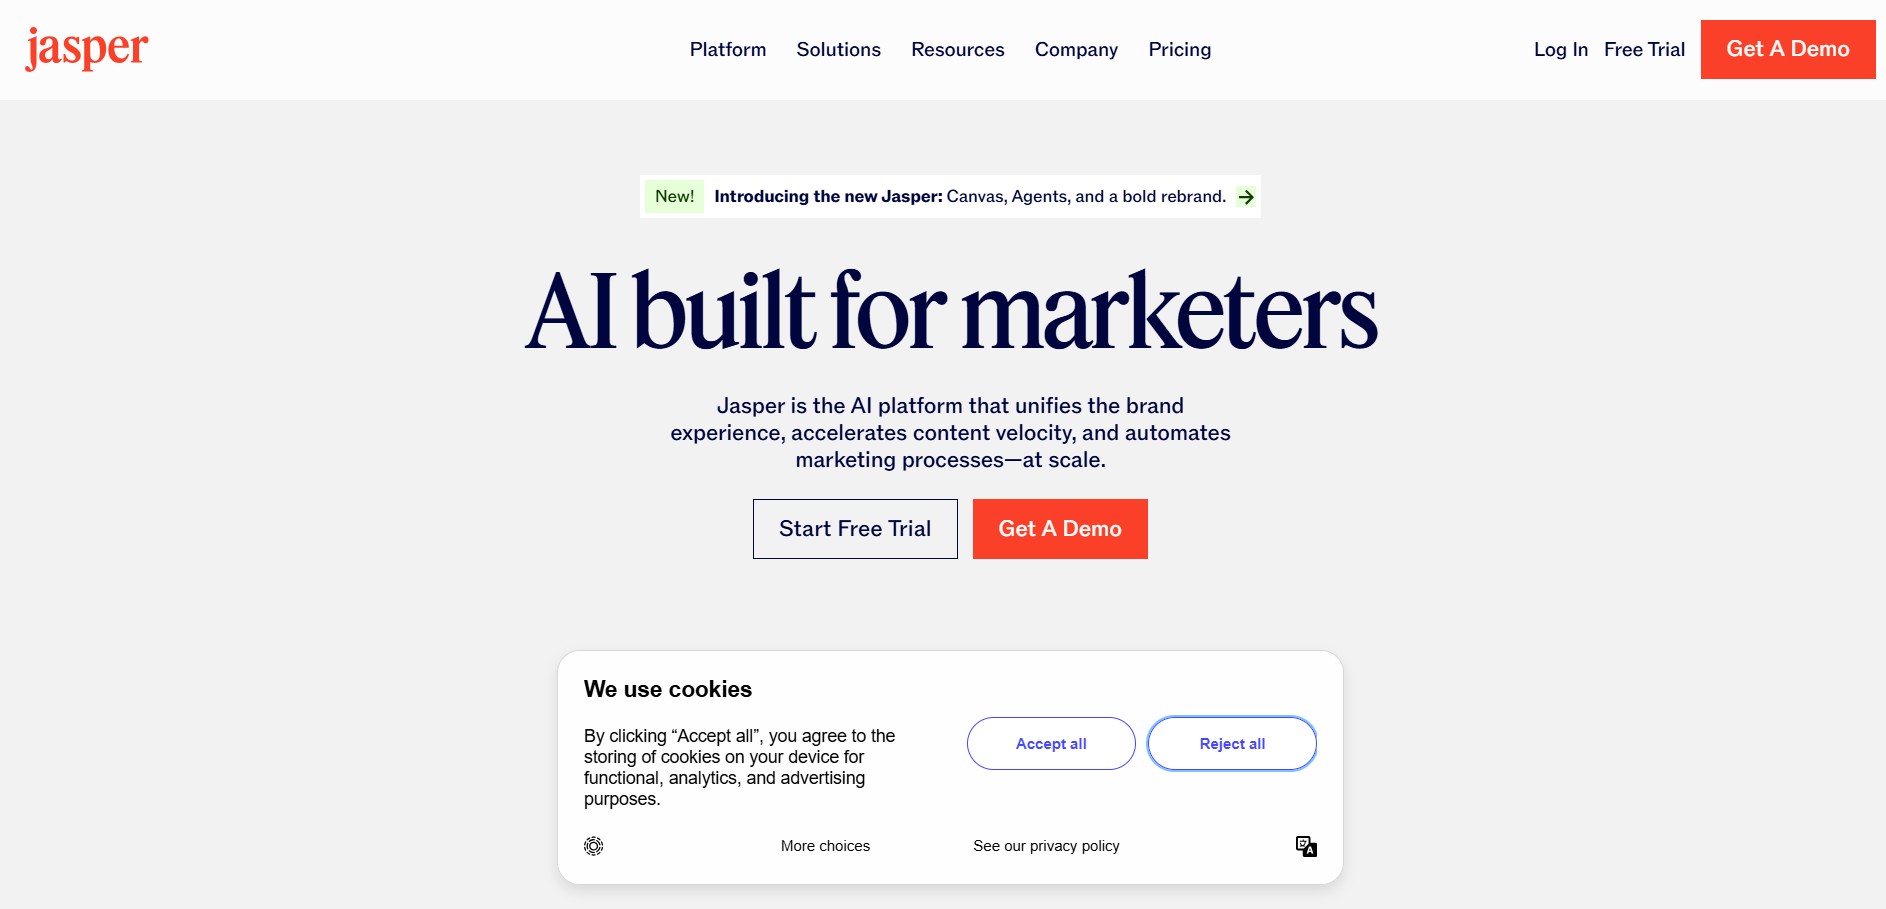 jasper
Platform
Solutions
Resources
Company
Pricing
Log In
Free Trial
Get A Demo
New! Introducing the new Jasper: Canvas, Agents, and a bold rebrand.
AI built for marketers
Jasper is the AI platform that unifies the brand
experience, accelerates content velocity, and automates
marketing processes—at scale.
Start Free Trial
Get A Demo
We use cookies
By clicking “Accept all”, you agree to the
storing of cookies on your device for
functional, analytics, and advertising
purposes.
Accept all
Reject all
More choices
See our privacy policy